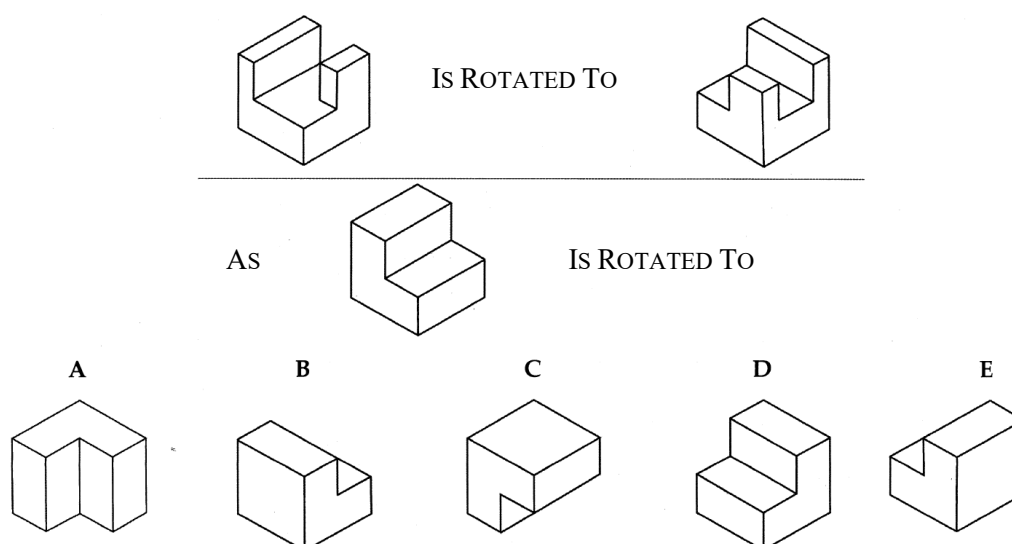 IS ROTATED TO
AS IS ROTATED TO
A B C D E